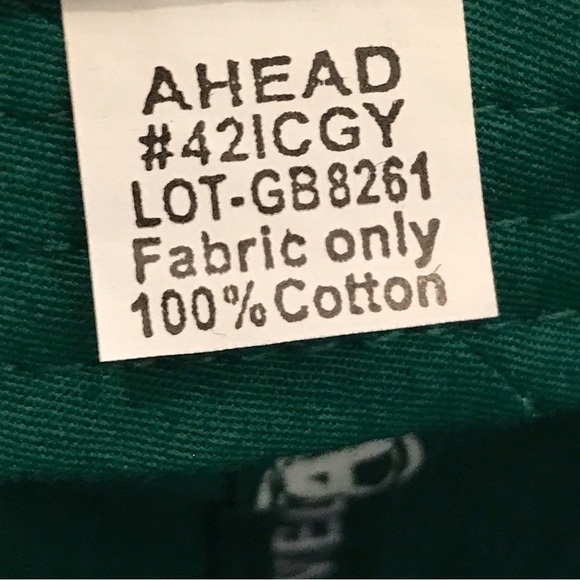 AHEAD
#42ICGY
LOT-GB8261
Fabric only
100%Cotton